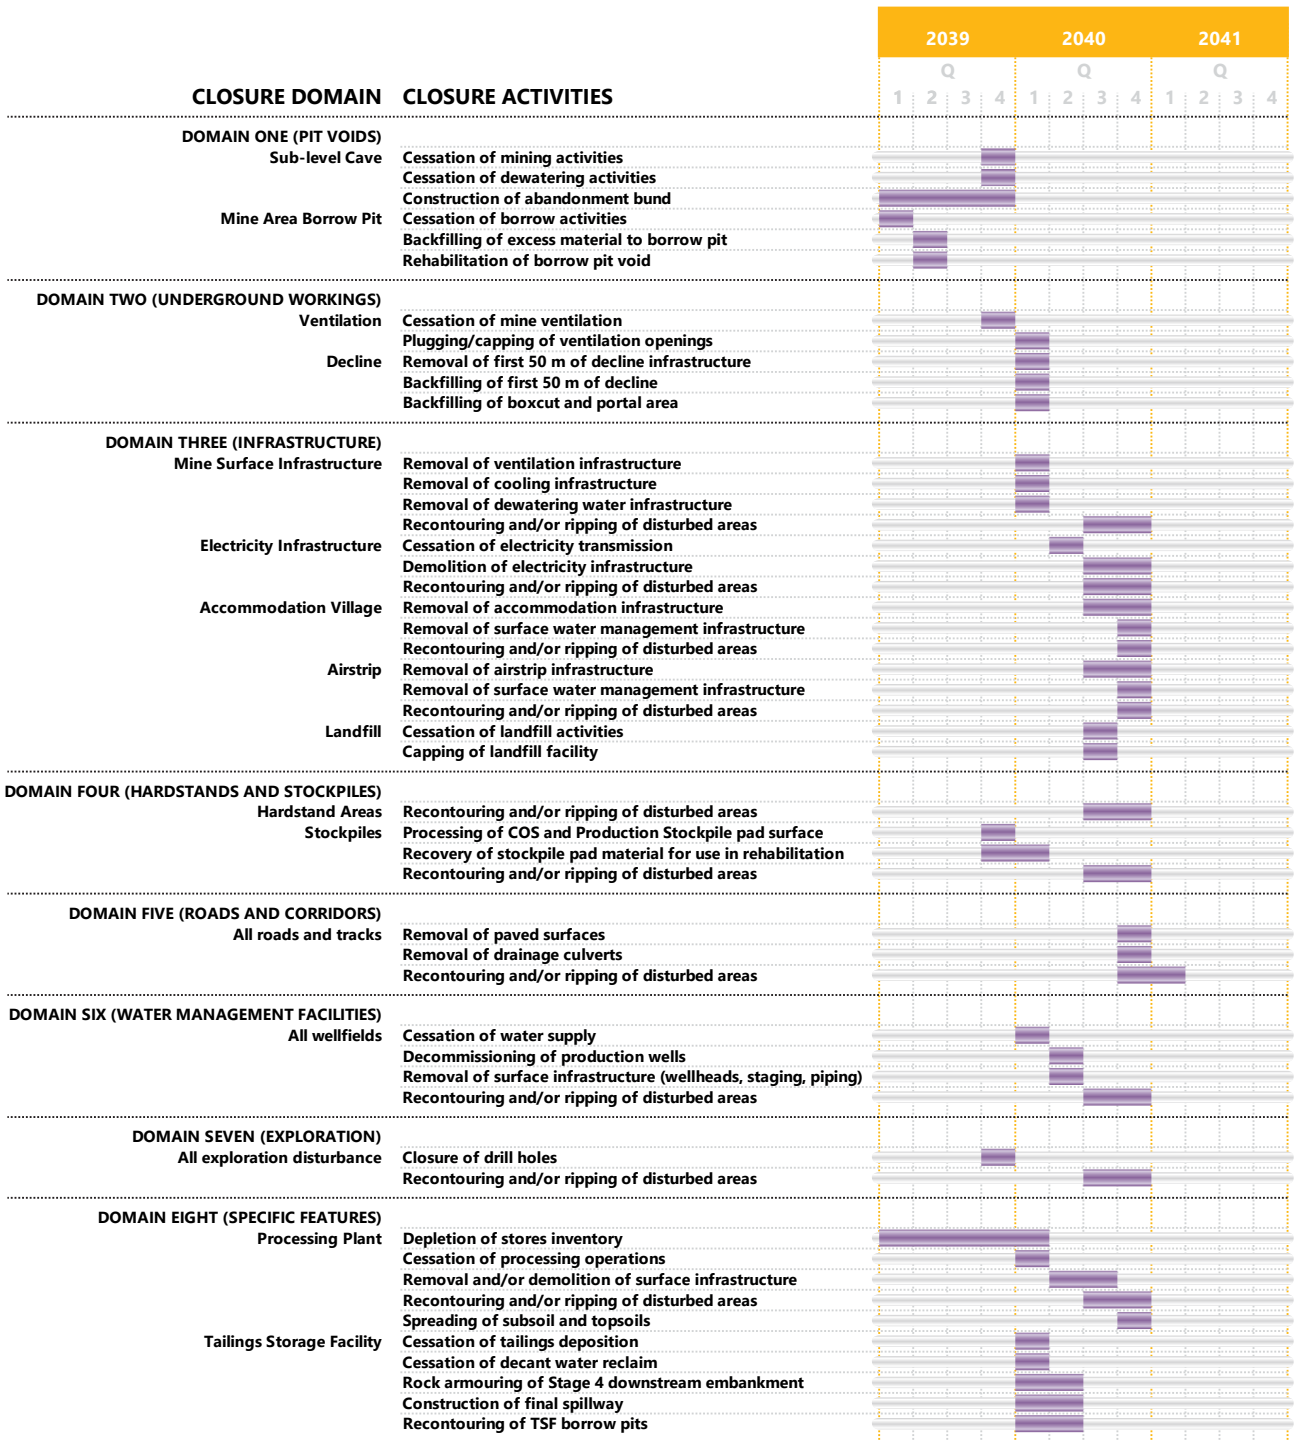 2039 2040 2041
Q Q Q
CLOSURE DOMAIN CLOSURE ACTIVITIES 1 2 3 4 1 2 3 4 1 2 3 4
DOMAIN ONE (PIT VOIDS)
Sub-level Cave Cessation of mining activities
Cessation of dewatering activities
Construction of abandonment bund
Mine Area Borrow Pit Cessation of borrow activities
Backfilling of excess material to borrow pit
Rehabilitation of borrow pit void
DOMAIN TWO (UNDERGROUND WORKINGS)
Ventilation Cessation of mine ventilation
Plugging/capping of ventilation openings
Decline Removal of first 50 m of decline infrastructure
Backfilling of first 50 m of decline
Backfilling of boxcut and portal area
DOMAIN THREE (INFRASTRUCTURE)
Mine Surface Infrastructure Removal of ventilation infrastructure
Removal of cooling infrastructure
Removal of dewatering water infrastructure
Recontouring and/or ripping of disturbed areas
Electricity Infrastructure Cessation of electricity transmission
Demolition of electricity infrastructure
Recontouring and/or ripping of disturbed areas
Accommodation Village Removal of accommodation infrastructure
Removal of surface water management infrastructure
Recontouring and/or ripping of disturbed areas
Airstrip Removal of airstrip infrastructure
Removal of surface water management infrastructure
Recontouring and/or ripping of disturbed areas
Landfill Cessation of landfill activities
Capping of landfill facility
DOMAIN FOUR (HARDSTANDS AND STOCKPILES)
Hardstand Areas Recontouring and/or ripping of disturbed areas
Stockpiles Processing of COS and Production Stockpile pad surface
Recovery of stockpile pad material for use in rehabilitation
Recontouring and/or ripping of disturbed areas
DOMAIN FIVE (ROADS AND CORRIDORS)
All roads and tracks Removal of paved surfaces
Removal of drainage culverts
Recontouring and/or ripping of disturbed areas
DOMAIN SIX (WATER MANAGEMENT FACILITIES)
All wellfields Cessation of water supply
Decommissioning of production wells
Removal of surface infrastructure (wellheads, staging, piping)
Recontouring and/or ripping of disturbed areas
DOMAIN SEVEN (EXPLORATION)
All exploration disturbance Closure of drill holes
Recontouring and/or ripping of disturbed areas
DOMAIN EIGHT (SPECIFIC FEATURES)
Processing Plant Depletion of stores inventory
Cessation of processing operations
Removal and/or demolition of surface infrastructure
Recontouring and/or ripping of disturbed areas
Spreading of subsoil and topsoils
Tailings Storage Facility Cessation of tailings deposition
Cessation of decant water reclaim
Rock armouring of Stage 4 downstream embankment
Construction of final spillway
Recontouring of TSF borrow pits